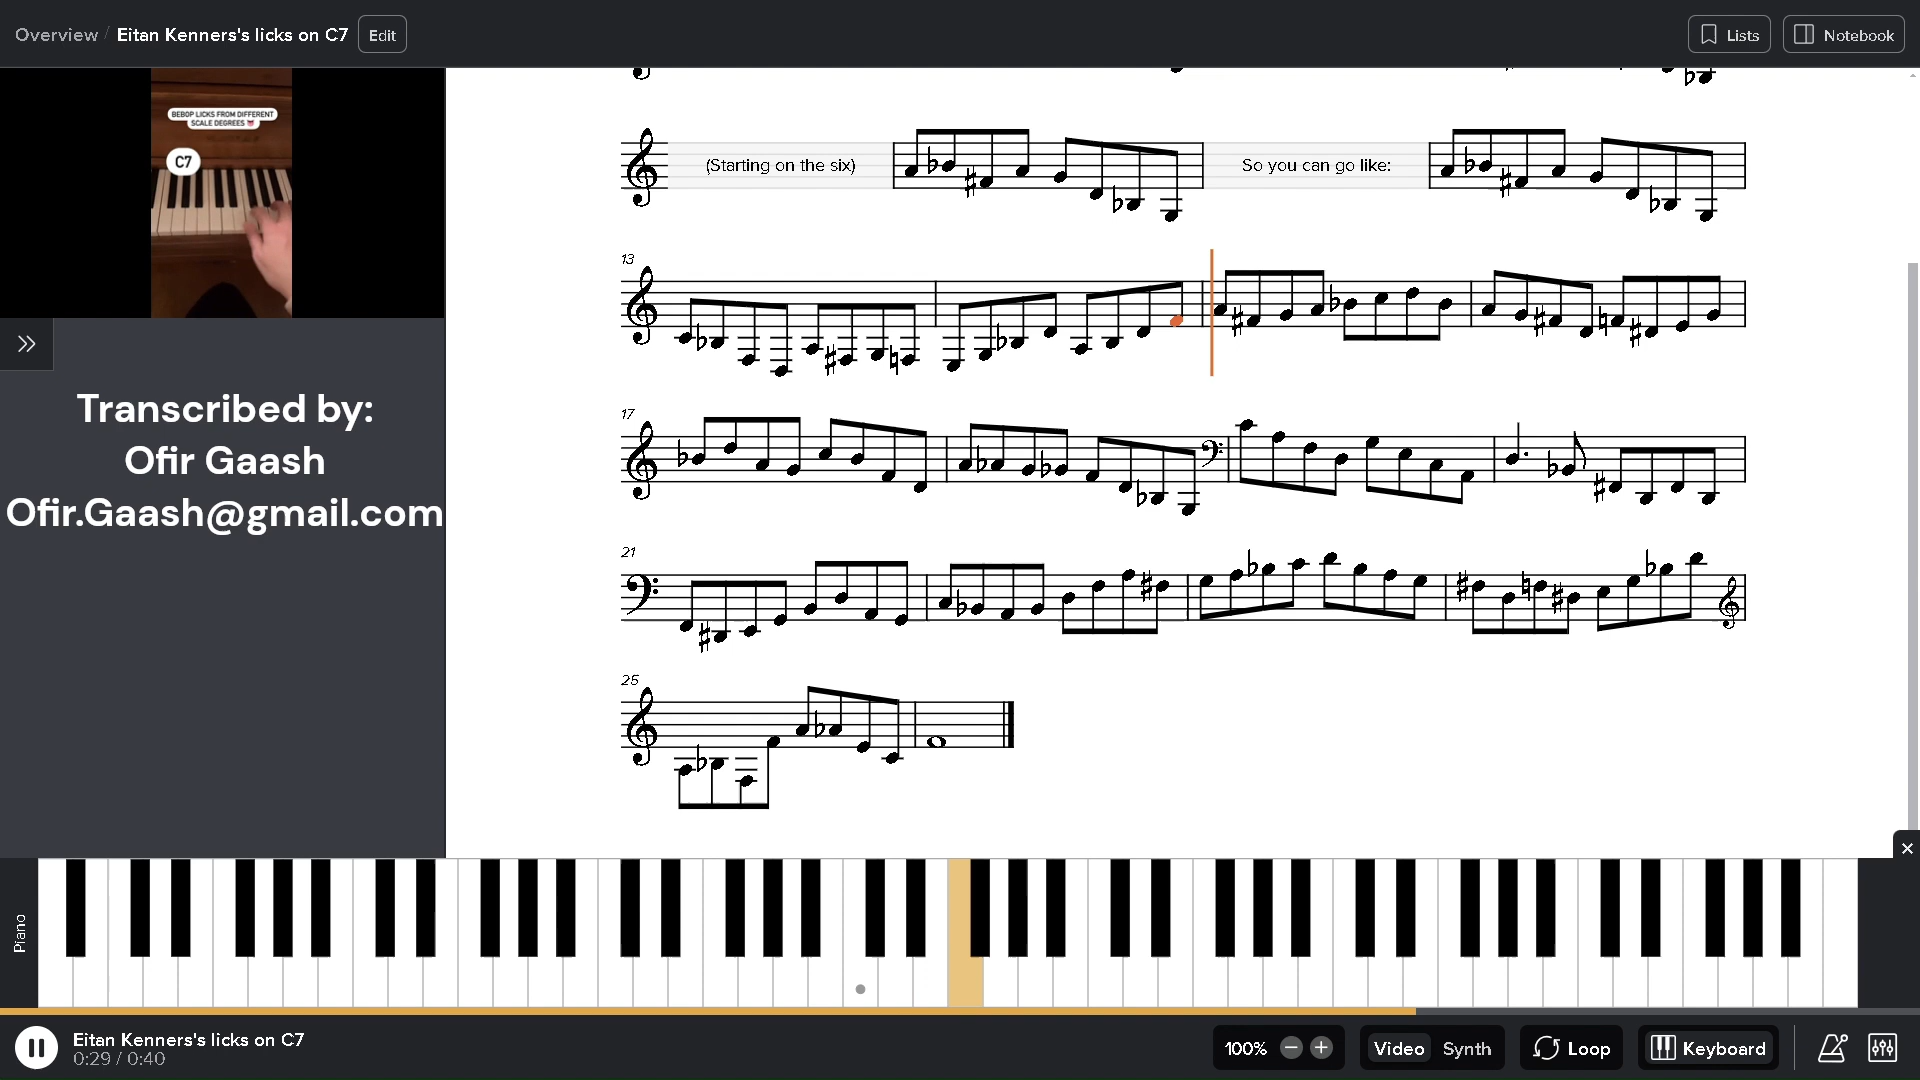 Overview / Eitan Kenners's licks on C7 Edit
Lists Notebook
BEBOP LICKS FROM DIFFERENT
SCALE DEGREES
C7
Transcribed by:
Ofir Gaash
Ofir.Gaash@gmail.com
(Starting on the six) So you can go like:
13
17
21
25
Piano
Eitan Kenners's licks on C7
0:29 / 0:40
100% Video Synth Loop Keyboard